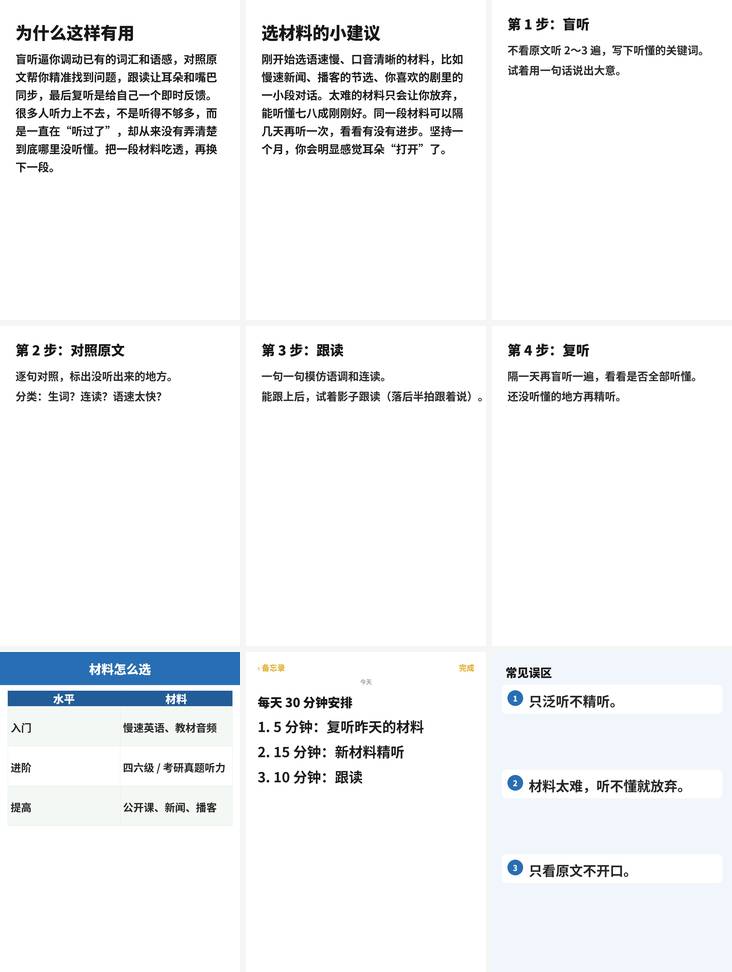 为什么这样有用
盲听逼你调动已有的词汇和语感，对照原
文帮你精准找到问题，跟读让耳朵和嘴巴
同步，最后复听是给自己一个即时反馈。
很多人听力上不去，不是听得不够多，而
是一直在“听过了”，却从来没有弄清楚
到底哪里没听懂。把一段材料吃透，再换
下一段。
选材料的小建议
刚开始选语速慢、口音清晰的材料，比如
慢速新闻、播客的节选、你喜欢的剧里的
一小段对话。太难的材料只会让你放弃，
能听懂七八成刚刚好。同一段材料可以隔
几天再听一次，看看有没有进步。坚持一
个月，你会明显感觉耳朵“打开”了。
第 1 步：盲听
不看原文听 2～3 遍，写下听懂的关键词。
试着用一句话说出大意。
第 2 步：对照原文
逐句对照，标出没听出来的地方。
分类：生词？连读？语速太快？
第 3 步：跟读
一句一句模仿语调和连读。
能跟上后，试着影子跟读（落后半拍跟着说）。
第 4 步：复听
隔一天再盲听一遍，看看是否全部听懂。
还没听懂的地方再精听。
材料怎么选
水平 材料
入门 慢速英语、教材音频
进阶 四六级 / 考研真题听力
提高 公开课、新闻、播客
‹ 备忘录 完成
今天
每天 30 分钟安排
1. 5 分钟：复听昨天的材料
2. 15 分钟：新材料精听
3. 10 分钟：跟读
常见误区
1 只泛听不精听。
2 材料太难，听不懂就放弃。
3 只看原文不开口。